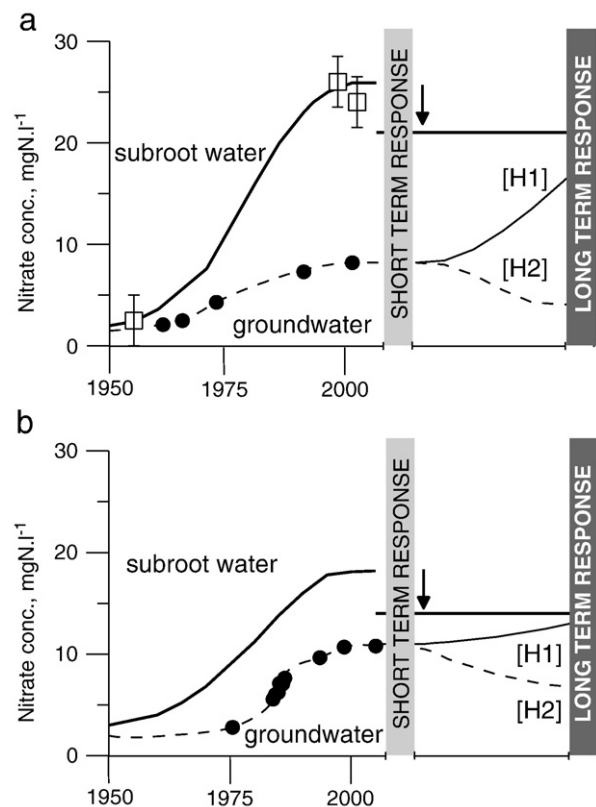 a
30
20
10
0
Nitrate conc., mgN.l-1
subroot water
groundwater
SHORT TERM RESPONSE
[H1]
[H2]
LONG TERM RESPONSE
1950
1975
2000
b
30
20
10
0
Nitrate conc., mgN.l-1
subroot water
groundwater
SHORT TERM RESPONSE
[H1]
[H2]
LONG TERM RESPONSE
1950
1975
2000